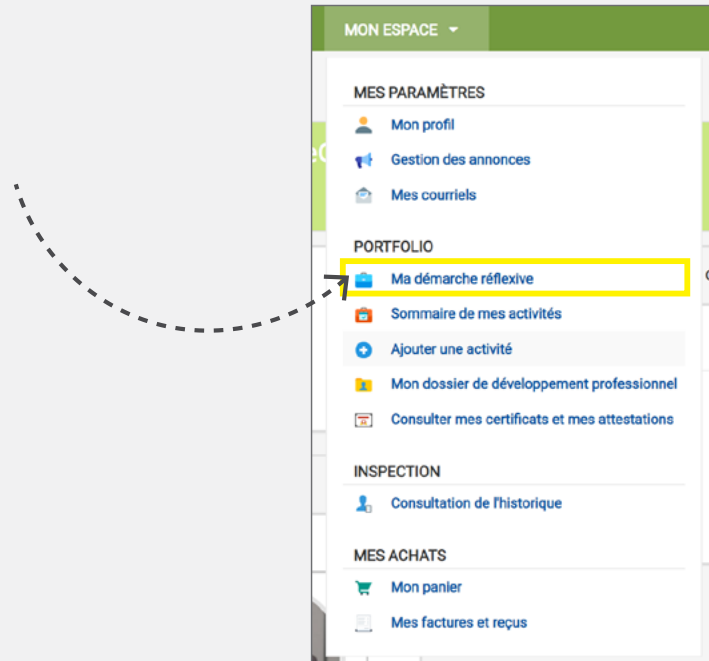 MON ESPACE
MES PARAMÈTRES
Mon profil
Gestion des annonces
Mes courriels
PORTFOLIO
Ma démarche réflexive
Sommaire de mes activités
Ajouter une activité
Mon dossier de développement professionnel
Consulter mes certificats et mes attestations
INSPECTION
Consultation de l'historique
MES ACHATS
Mon panier
Mes factures et reçus